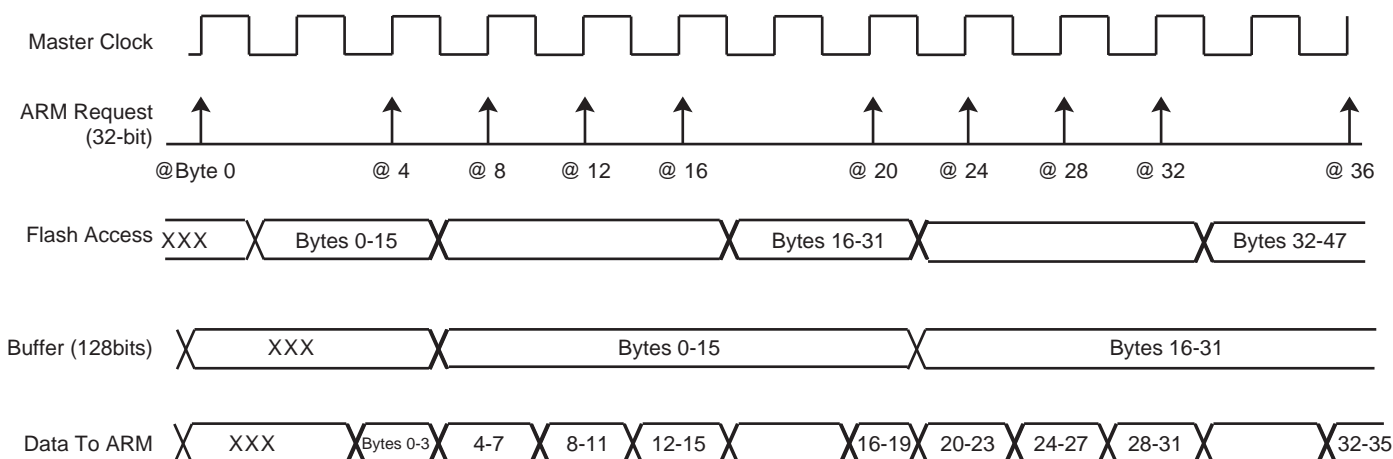 Master Clock
ARM Request
(32-bit)
@Byte 0 @ 4 @ 8 @ 12 @ 16 @ 20 @ 24 @ 28 @ 32 @ 36
Flash Access XXX Bytes 0-15 Bytes 16-31 Bytes 32-47
Buffer (128bits) XXX Bytes 0-15 Bytes 16-31
Data To ARM XXX Bytes 0-3 4-7 8-11 12-15 16-19 20-23 24-27 28-31 32-35